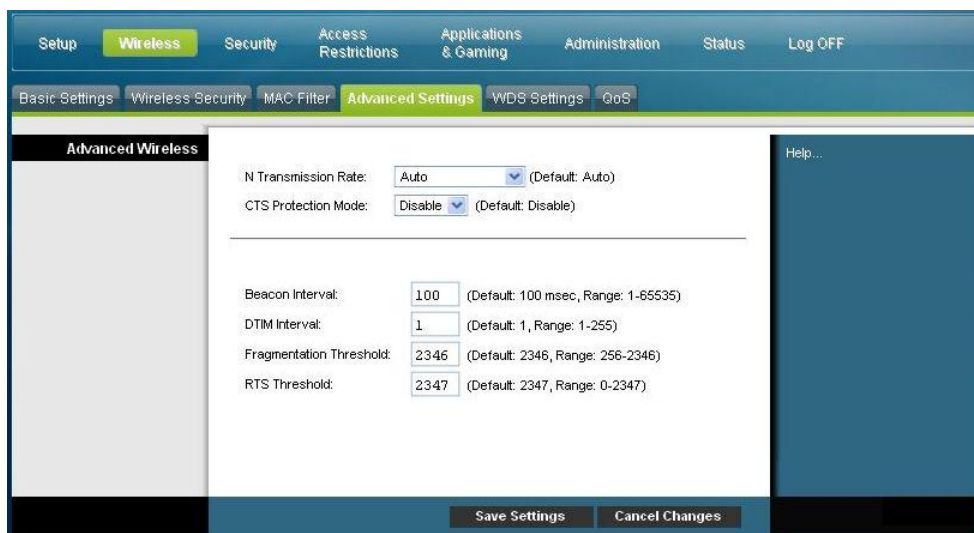 Setup Wireless Security Access Restrictions Applications & Gaming Administration Status Log OFF
Basic Settings Wireless Security MAC Filter Advanced Settings WDS Settings QoS
Advanced Wireless
Help...
N Transmission Rate: Auto (Default: Auto)
CTS Protection Mode: Disable (Default: Disable)
Beacon Interval: 100 (Default: 100 msec, Range: 1-65535)
DTIM Interval: 1 (Default: 1, Range: 1-255)
Fragmentation Threshold: 2346 (Default: 2346, Range: 256-2346)
RTS Threshold: 2347 (Default: 2347, Range: 0-2347)
Save Settings Cancel Changes